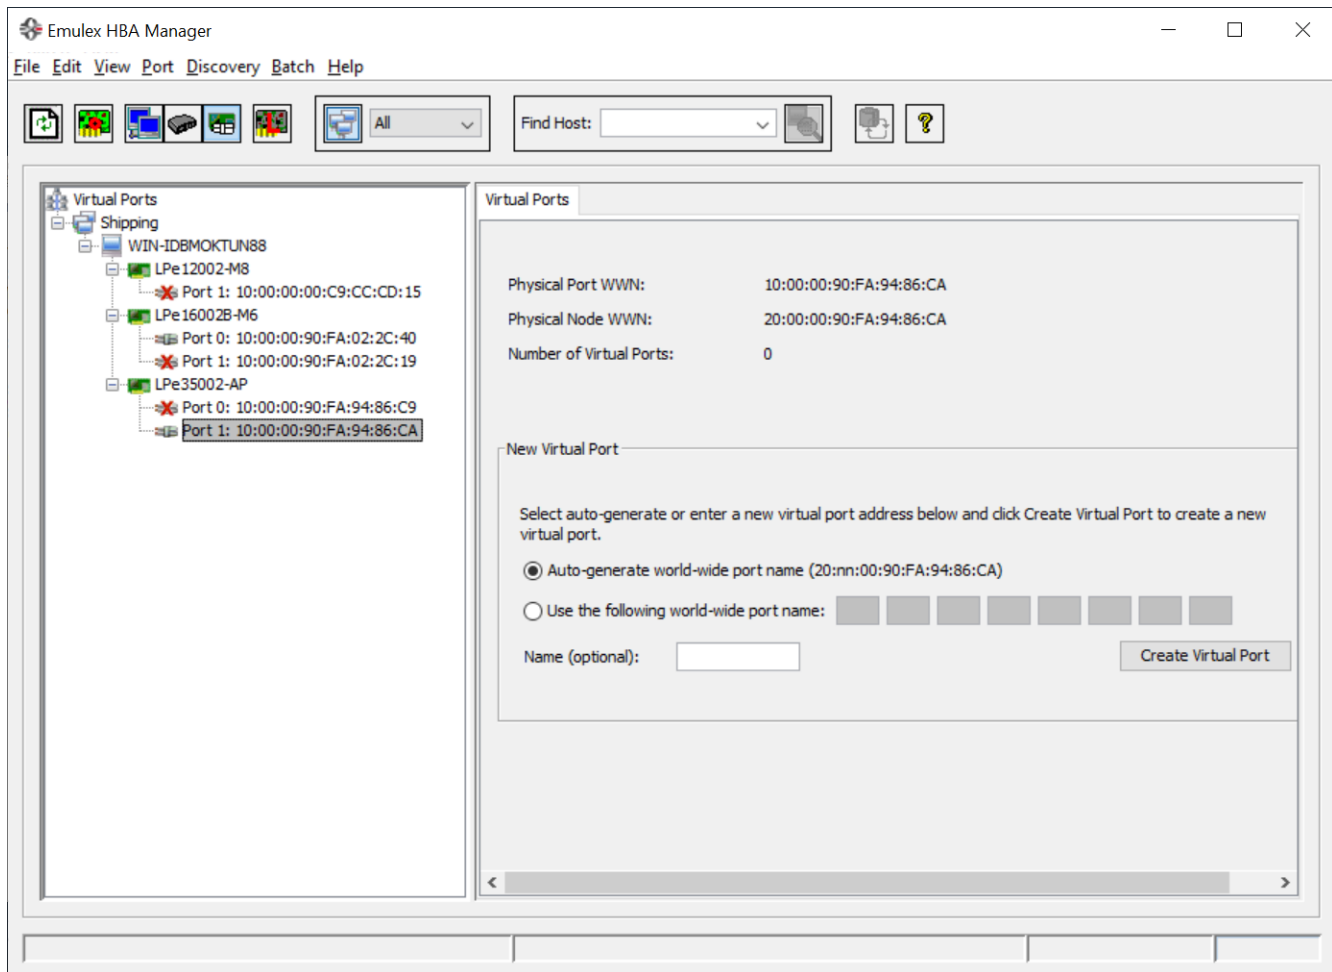 Emulex HBA Manager
File Edit View Port Discovery Batch Help
All
Find Host:
?
Virtual Ports
Shipping
WIN-IDBMOKTUN88
LPe12002-M8
Port 1: 10:00:00:00:C9:CC:CD:15
LPe16002B-M6
Port 0: 10:00:00:90:FA:02:2C:40
Port 1: 10:00:00:90:FA:02:2C:19
LPe35002-AP
Port 0: 10:00:00:90:FA:94:86:C9
Port 1: 10:00:00:90:FA:94:86:CA
Virtual Ports
Physical Port WWN: 10:00:00:90:FA:94:86:CA
Physical Node WWN: 20:00:00:90:FA:94:86:CA
Number of Virtual Ports: 0
New Virtual Port
Select auto-generate or enter a new virtual port address below and click Create Virtual Port to create a new
virtual port.
Auto-generate world-wide port name (20:nn:00:90:FA:94:86:CA)
Use the following world-wide port name:
Name (optional):
Create Virtual Port